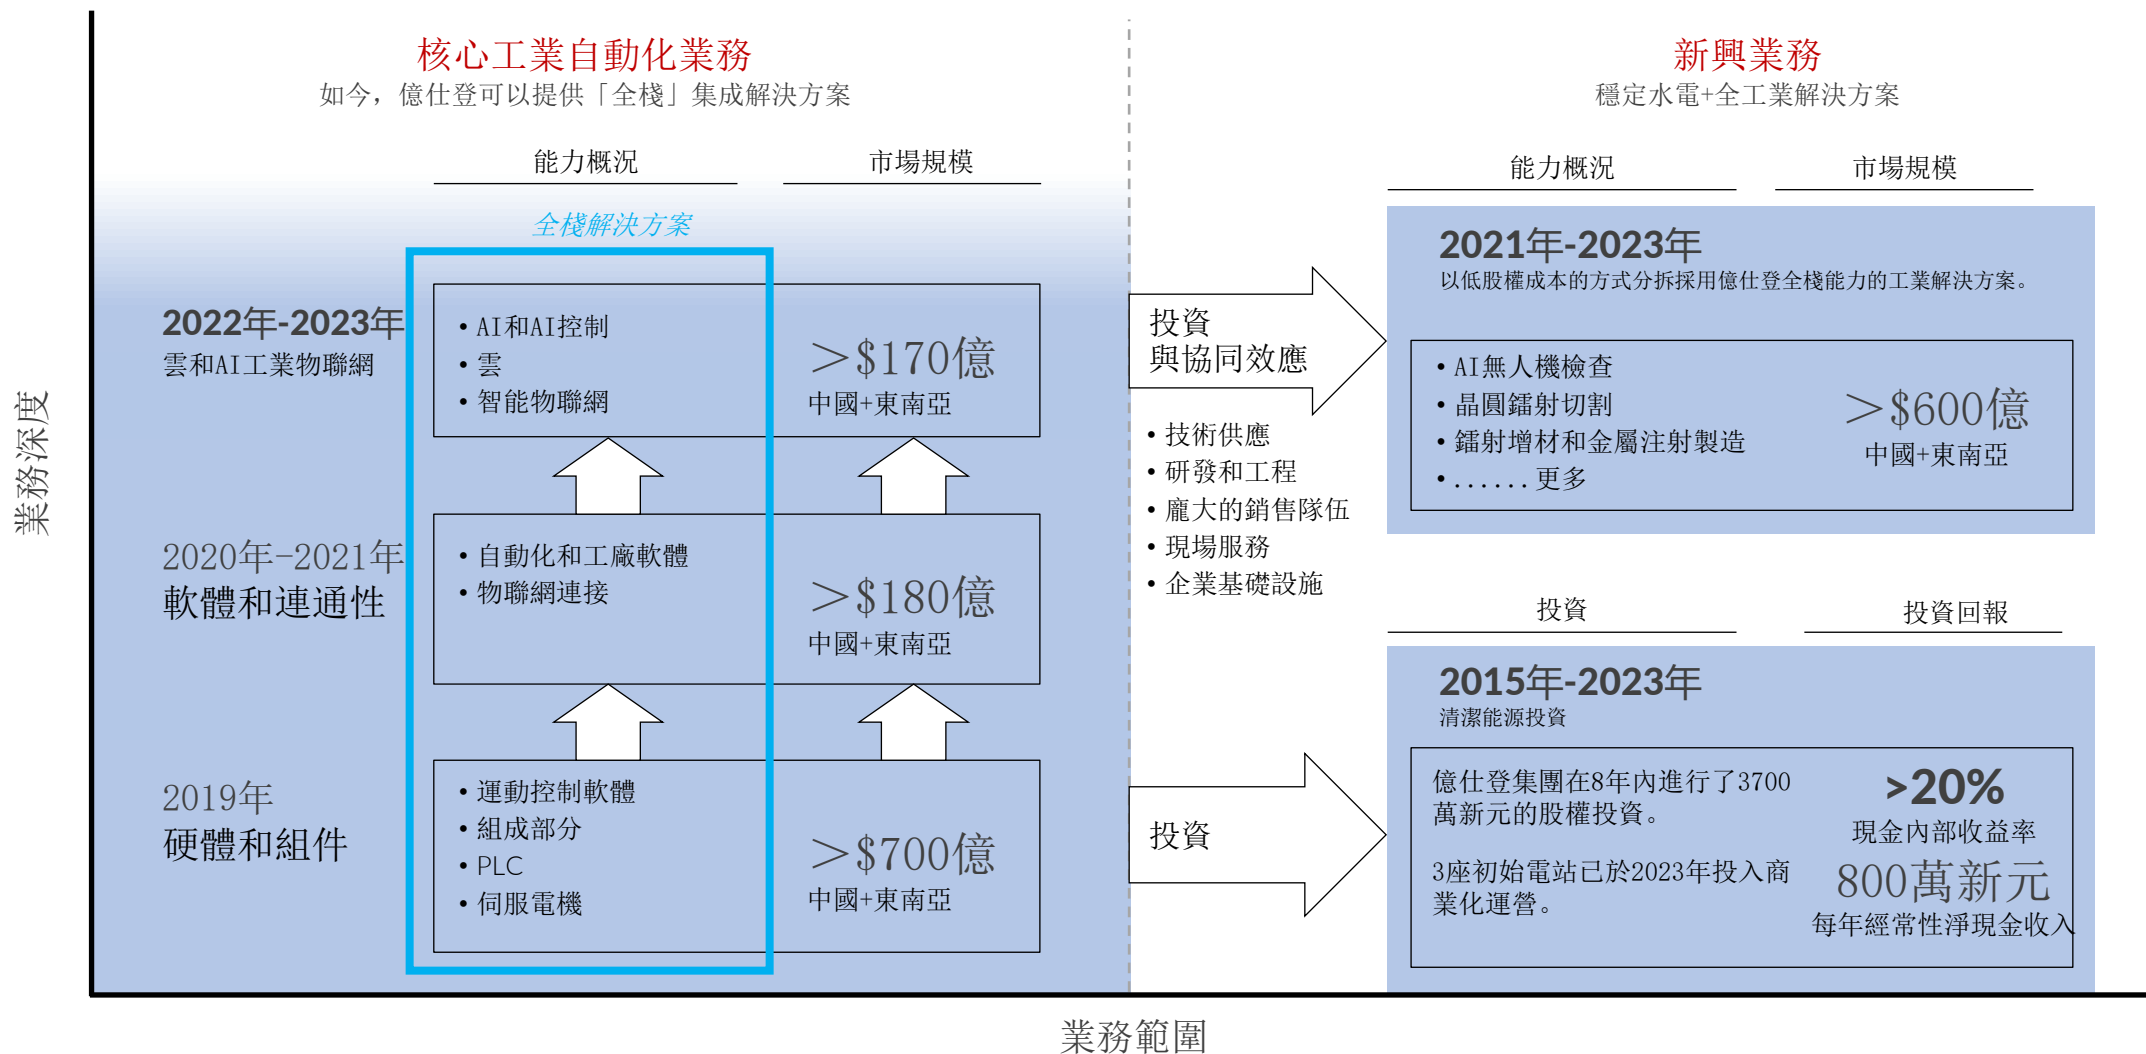 核心工業自動化業務
如今，億仕登可以提供「全棧」集成解決方案
能力概況
市場規模
全棧解決方案
2022年-2023年
雲和AI工業物聯網
•AI和AI控制
•雲
•智能物聯網
＞$170億
中國+東南亞
2020年-2021年
軟體和連通性
•自動化和工廠軟體
•物聯網連接
＞$180億
中國+東南亞
2019年
硬體和組件
•運動控制軟體
•組成部分
•PLC
•伺服電機
＞$700億
中國+東南亞
業務深度
投資
與協同效應
•技術供應
•研發和工程
•龐大的銷售隊伍
•現場服務
•企業基礎設施
投資
新興業務
穩定水電+全工業解決方案
能力概況
市場規模
2021年-2023年
以低股權成本的方式分拆採用億仕登全棧能力的工業解決方案。
•AI無人機檢查
•晶圓鐳射切割
•鐳射增材和金屬注射製造
•......更多
＞$600億
中國+東南亞
投資
投資回報
2015年-2023年
清潔能源投資
億仕登集團在8年內進行了3700
萬新元的股權投資。
3座初始電站已於2023年投入商
業化運營。
>20%
現金內部收益率
800萬新元
每年經常性淨現金收入
業務範圍